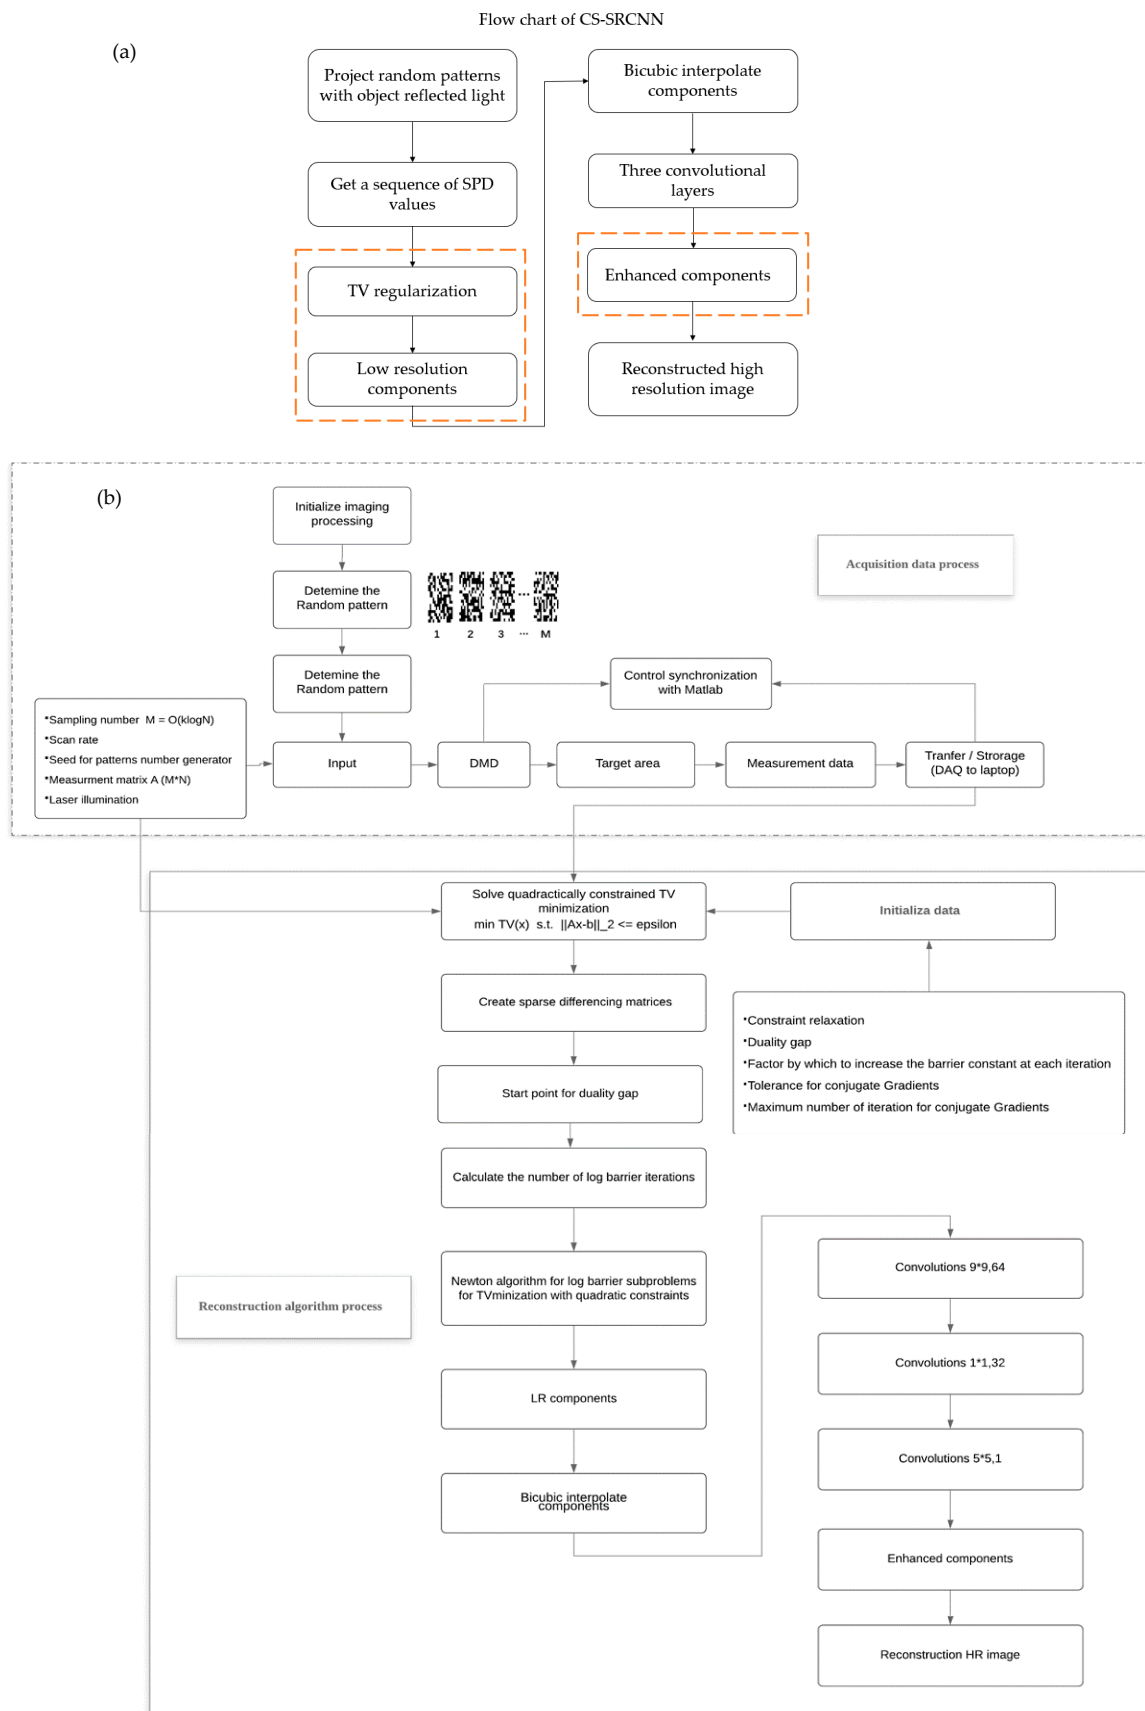 Flow chart of CS-SRCNN
(a)
Project random patterns
with object reflected light
Get a sequence of SPD
values
TV regularization
Low resolution
components
Bicubic interpolate
components
Three convolutional
layers
Enhanced components
Reconstructed high
resolution image
(b)
Initialize imaging
processing
Detemine the
Random pattern
1 2 3 ··· M
Detemine the
Random pattern
Acquisition data process
Control synchronization
with Matlab
•Sampling number M = O(klogN)
•Scan rate
•Seed for patterns number generator
•Measurment matrix A (M*N)
•Laser illumination
Input
DMD
Target area
Measurement data
Tranfer / Strorage
(DAQ to laptop)
Solve quadractically constrained TV
minimization
min TV(x) s.t. ||Ax-b||_2 <= epsilon
Initializa data
Create sparse differencing matrices
•Constraint relaxation
•Duality gap
•Factor by which to increase the barrier constant at each iteration
•Tolerance for conjugate Gradients
•Maximum number of iteration for conjugate Gradients
Start point for duality gap
Calculate the number of log barrier iterations
Newton algorithm for log barrier subproblems
for TVminization with quadratic constraints
Reconstruction algorithm process
LR components
Bicubic interpolate
components
Convolutions 9*9,64
Convolutions 1*1,32
Convolutions 5*5,1
Enhanced components
Reconstruction HR image